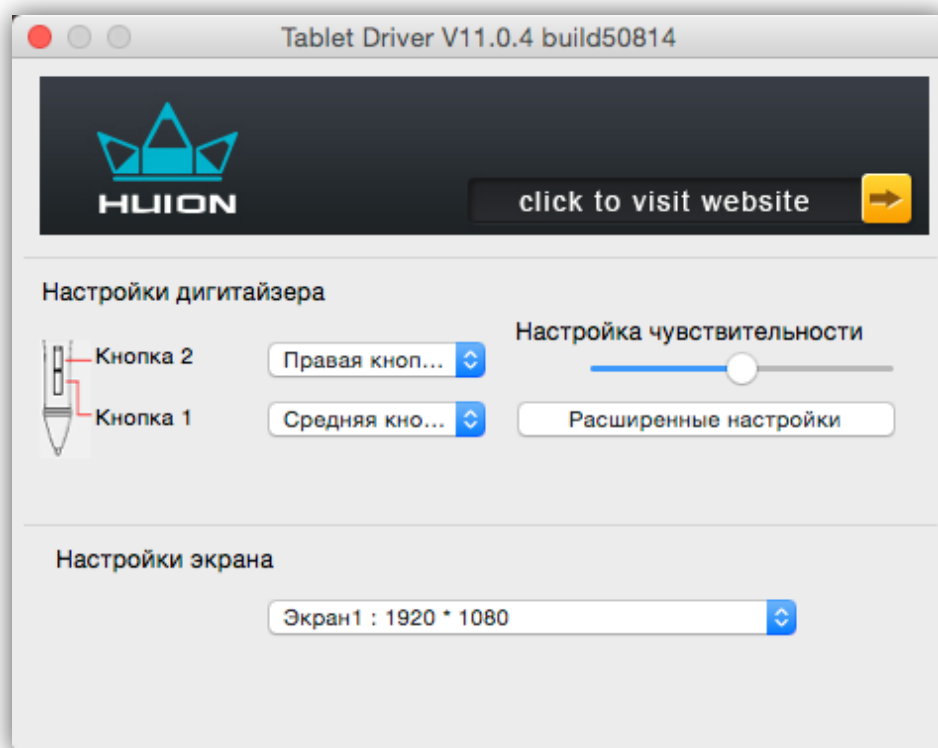 Tablet Driver V11.0.4 build50814
HUION
click to visit website
Настройки дигитайзера
Настройка чувствительности
Кнопка 2
Правая кноп...
Кнопка 1
Средняя кно...
Расширенные настройки
Настройки экрана
Экран1 : 1920 * 1080